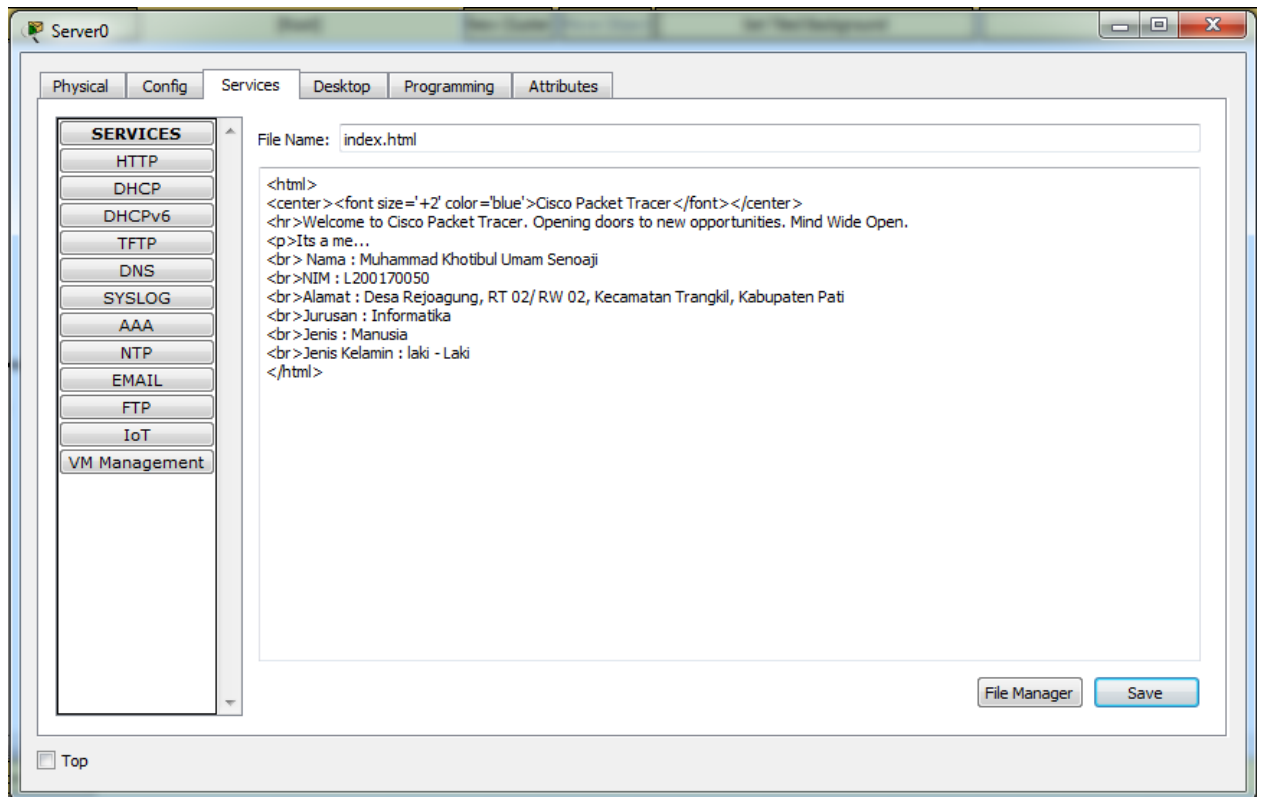 Server0
Physical Config Services Desktop Programming Attributes
SERVICES
HTTP
DHCP
DHCPv6
TFTP
DNS
SYSLOG
AAA
NTP
EMAIL
FTP
IoT
VM Management
File Name: index.html
<html>
<center><font size='+2' color='blue'>Cisco Packet Tracer</font></center>
<hr>Welcome to Cisco Packet Tracer. Opening doors to new opportunities. Mind Wide Open.
<p>Its a me...
<br> Nama : Muhammad Khotibul Umam Senoaji
<br>NIM : L200170050
<br>Alamat : Desa Rejoagung, RT 02/ RW 02, Kecamatan Trangkil, Kabupaten Pati
<br>Jurusan : Informatika
<br>Jenis : Manusia
<br>Jenis Kelamin : laki - Laki
</html>
File Manager Save
Top